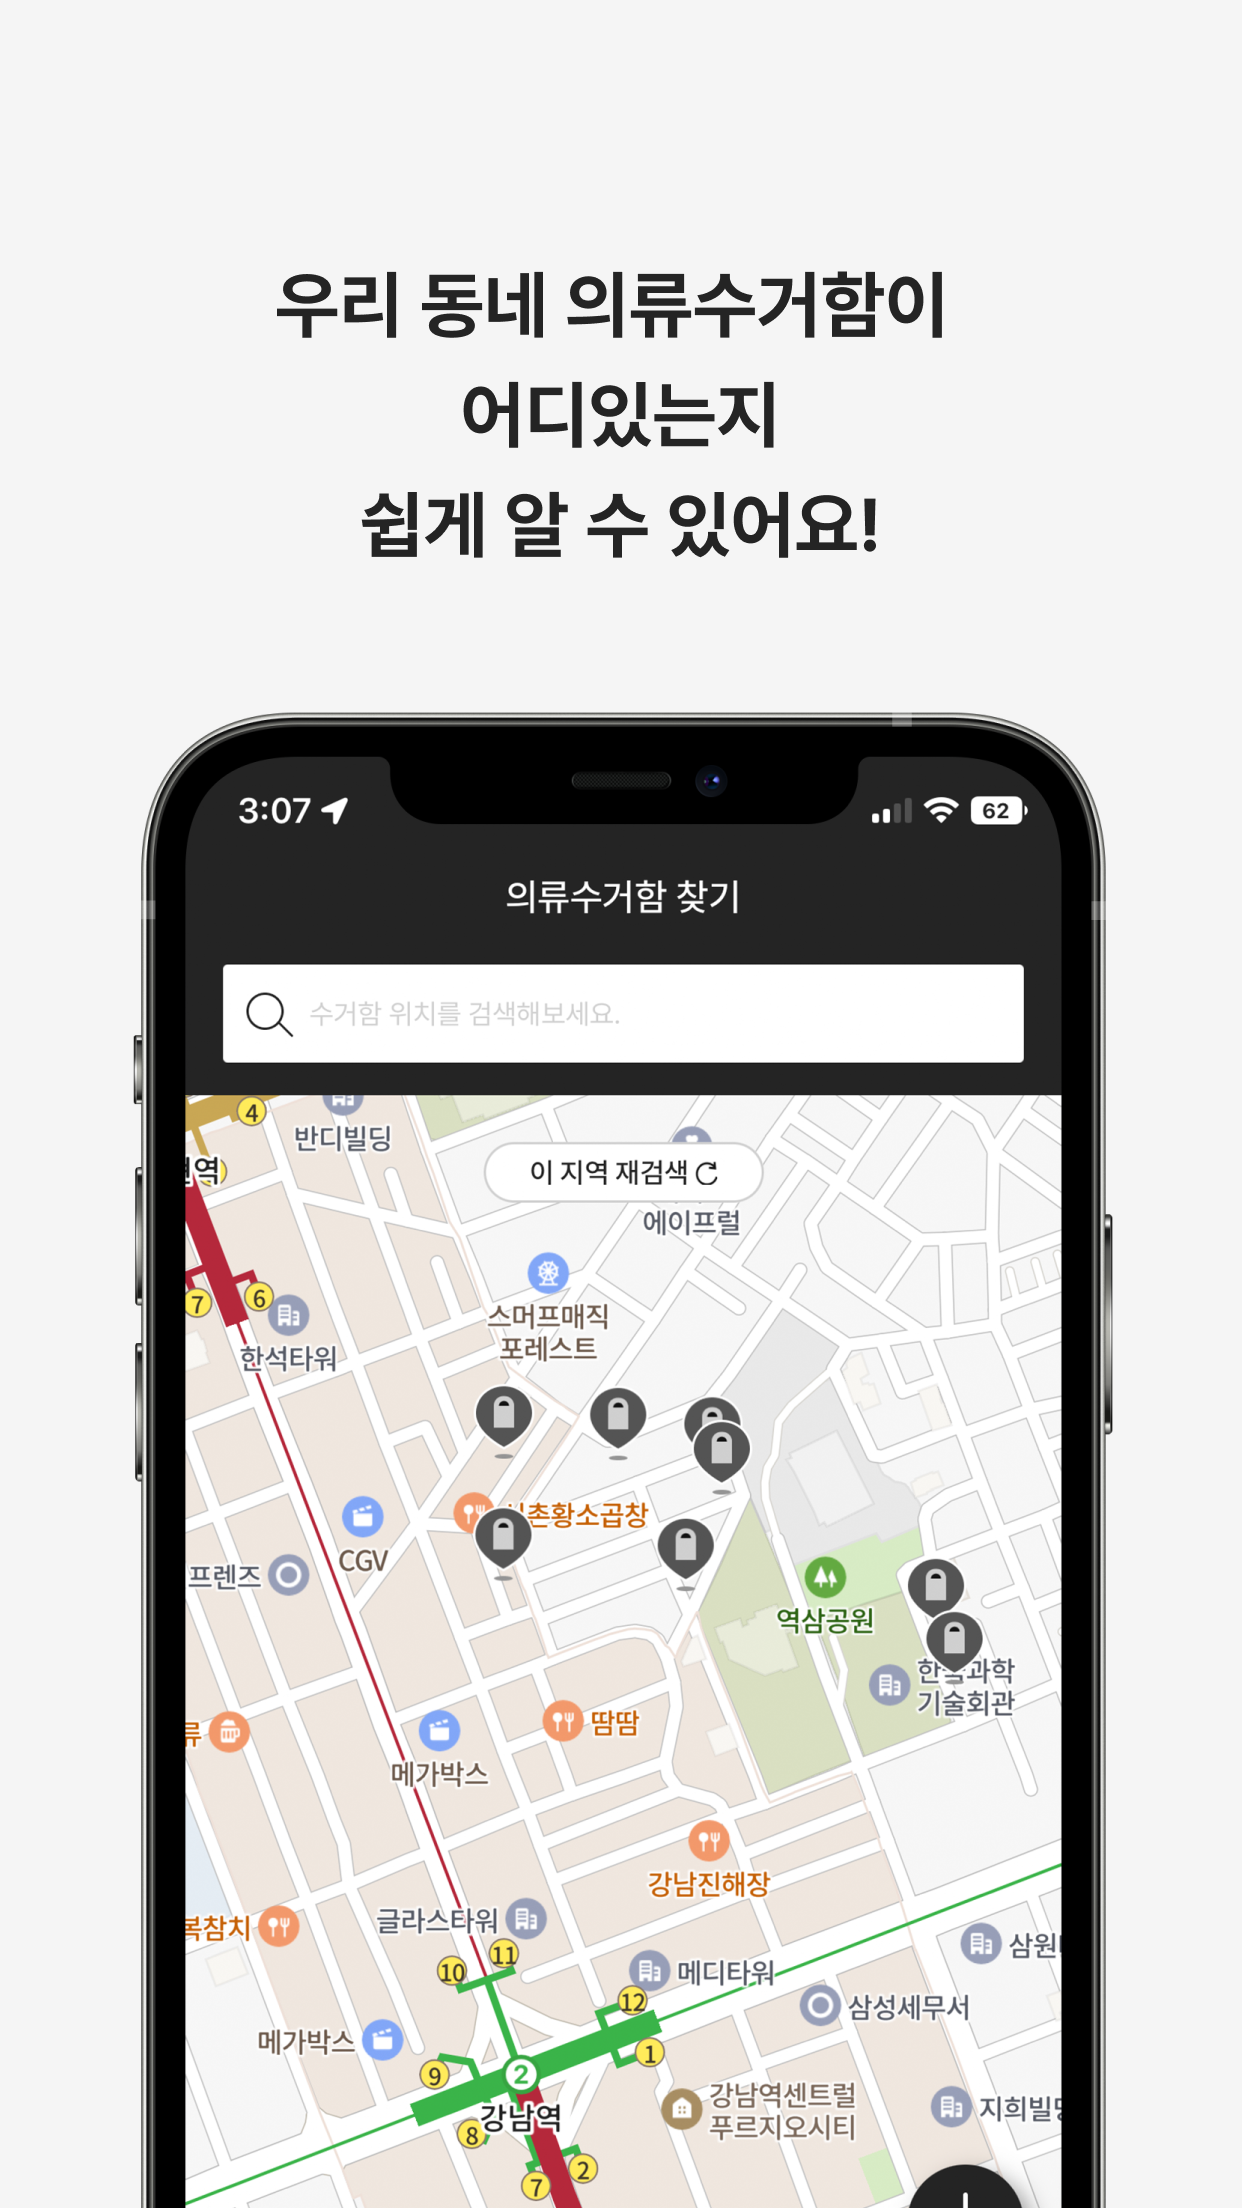 우리 동네 의류수거함이
어디있는지
쉽게 알 수 있어요!
3:07
62
의류수거함 찾기
수거함 위치를 검색해보세요.
4
반디빌딩
역
이 지역 재검색
에이프럴
스머프매직
포레스트
7
6
한석타워
촌황소곱창
CGV
프렌즈
역삼공원
과학
기술회관
류
땀땀
메가박스
강남진해장
복참치
글라스타워
11
10
메디타워
삼원
12
삼성세무서
메가박스
1
9
2
강남역센트럴
푸르지오시티
지희빌딩
강남역
8
2
7